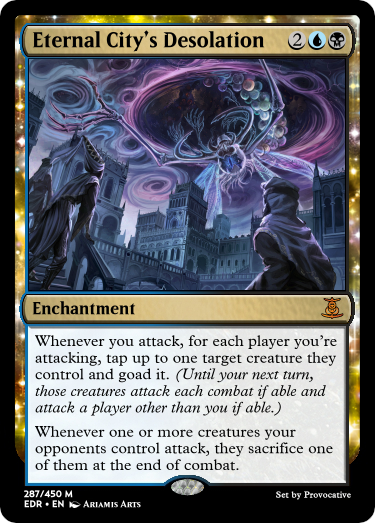 Eternal City's Desolation 2
Enchantment
Whenever you attack, for each player you're
attacking, tap up to one target creature they
control and goad it. (Until your next turn,
those creatures attack each combat if able and
attack a player other than you if able.)
Whenever one or more creatures your
opponents control attack, they sacrifice one
of them at the end of combat.
287/450 M
EDR • EN Ariamis Arts
Set by Provocative